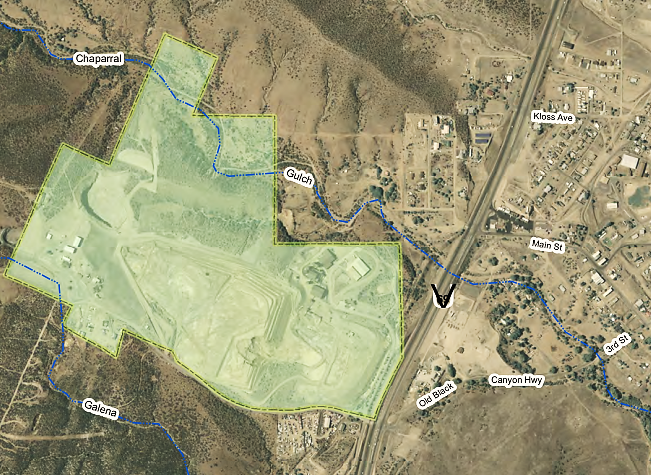 Chaparral
Kloss Ave
Gulch
Main St
3rd St
Canyon Hwy
Old Black
Galena